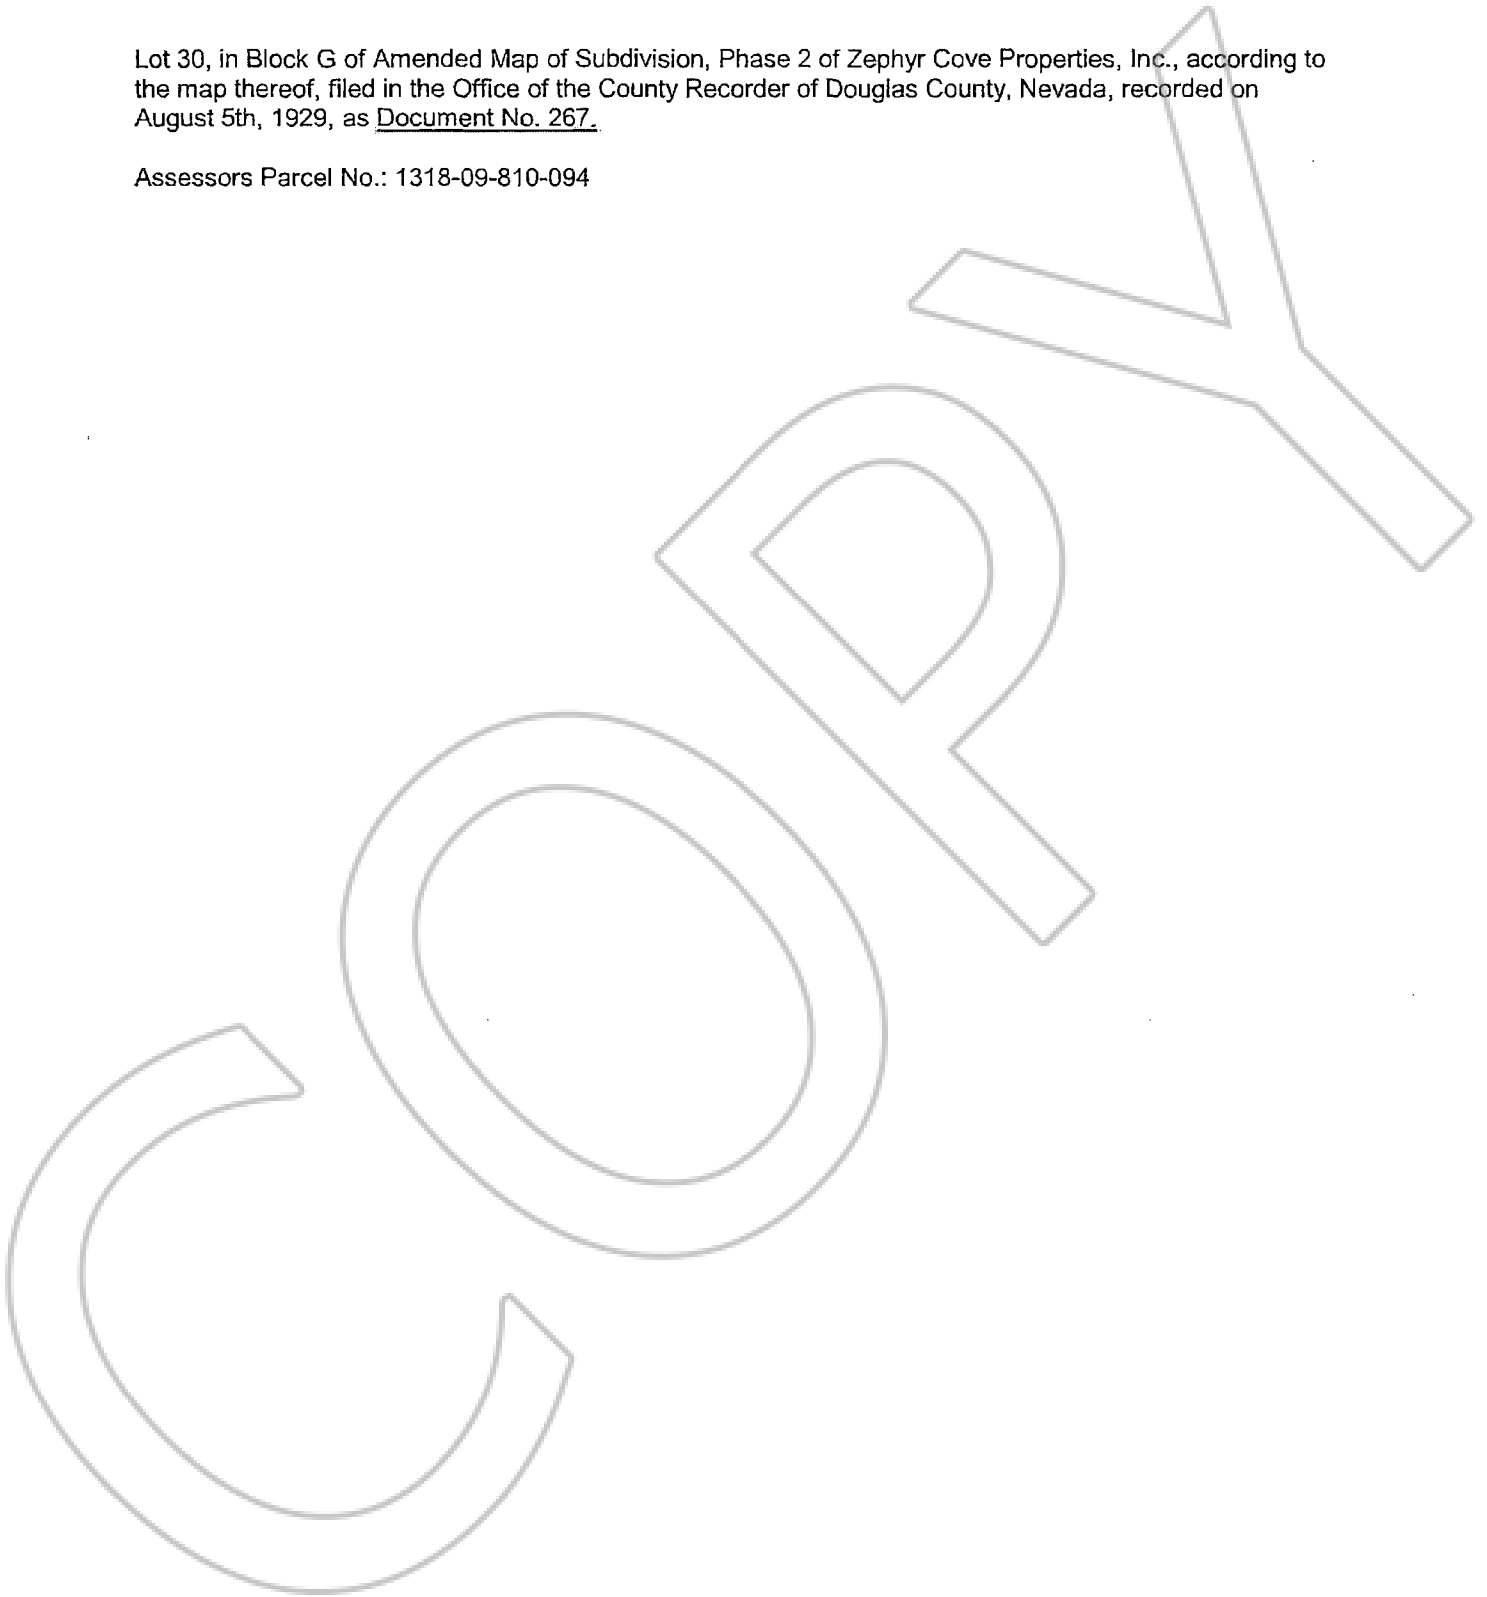 Lot 30, in Block G of Amended Map of Subdivision, Phase 2 of Zephyr Cove Properties, Inc., according to
the map thereof, filed in the Office of the County Recorder of Douglas County, Nevada, recorded on
August 5th, 1929, as Document No. 267.
Assessors Parcel No.: 1318-09-810-094
COPY